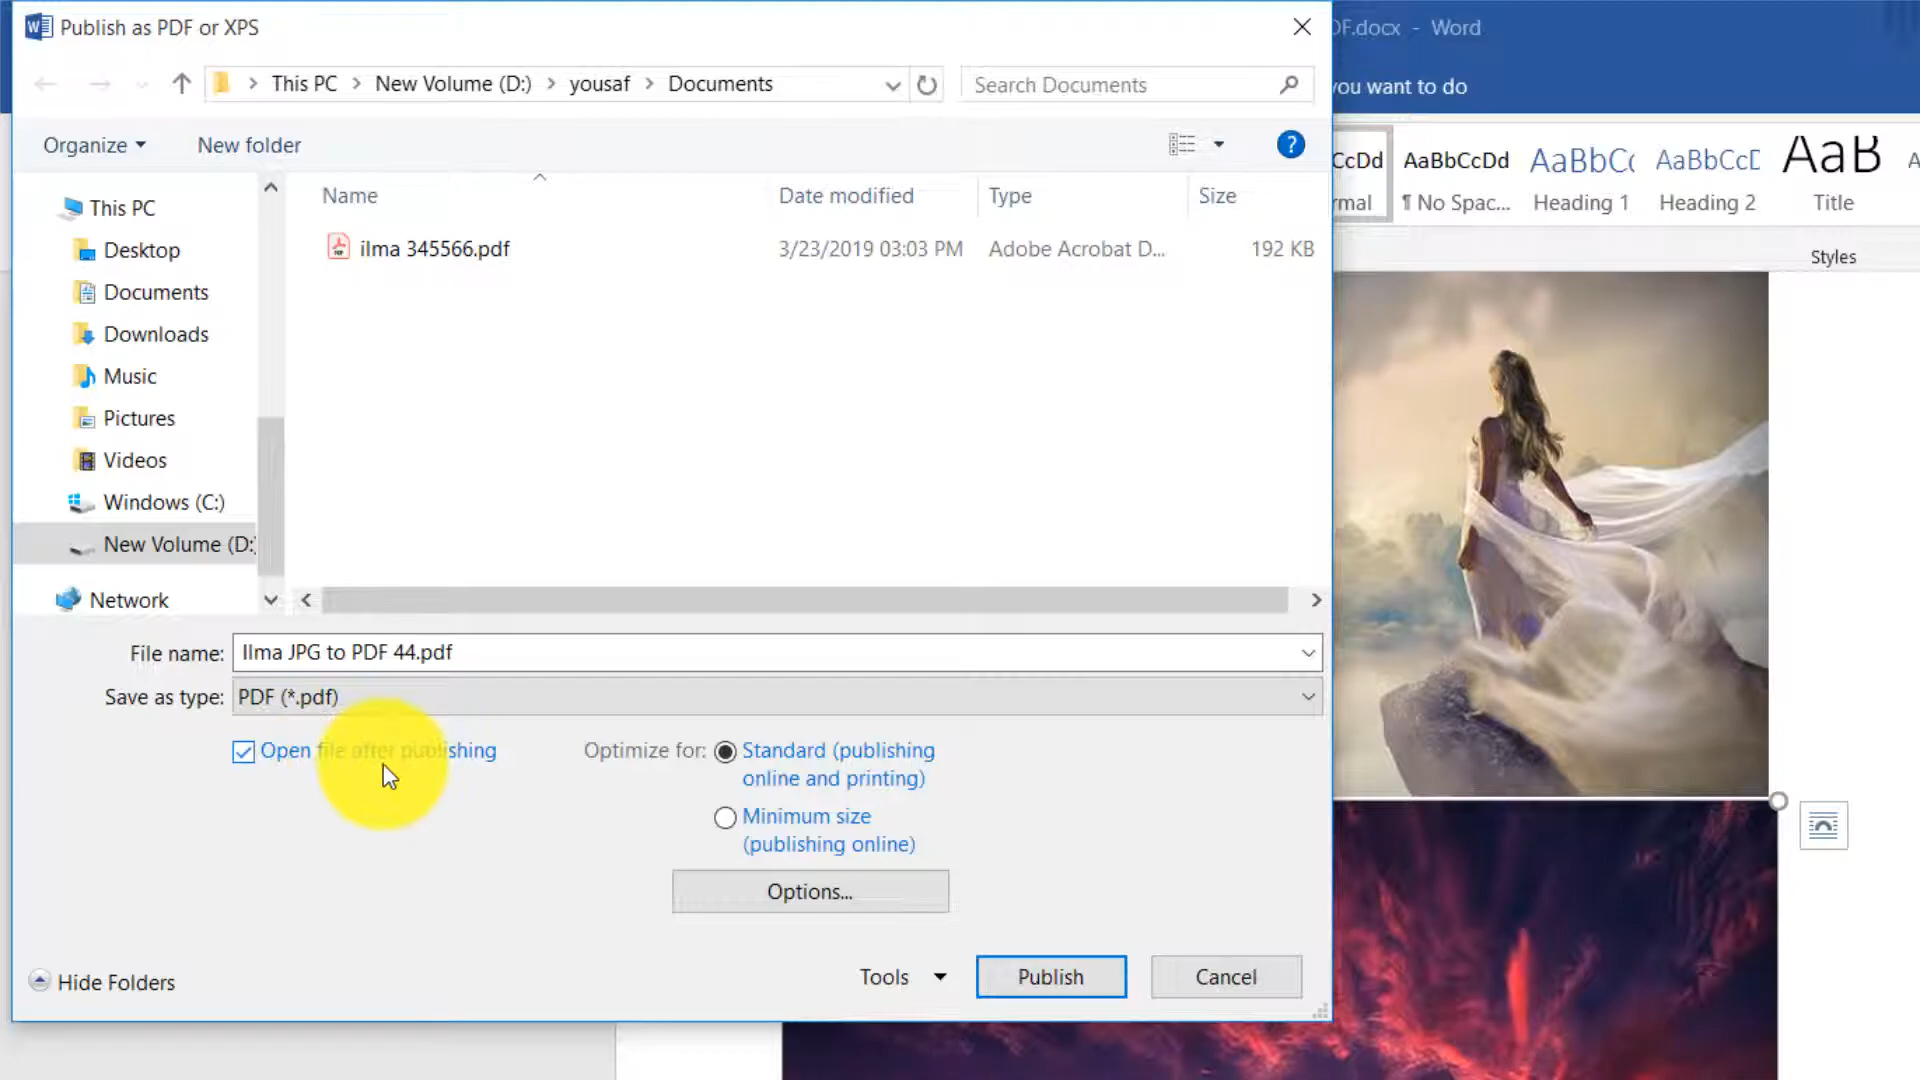 Publish as PDF or XPS
DF.docx - Word
This PC > New Volume (D:) > yousaf > Documents
Search Documents
you want to do
Organize
New folder
?
Name
Date modified
Type
Size
ilma 345566.pdf
3/23/2019 03:03 PM
Adobe Acrobat D...
192 KB
This PC
Desktop
Documents
Downloads
Music
Pictures
Videos
Windows (C:)
New Volume (D:)
Network
CcDd
AaBbCcDd
AaBbCc
AaBbCcD
AaB
rmal
¶ No Spac...
Heading 1
Heading 2
Title
Styles
File name:
Ilma JPG to PDF 44.pdf
Save as type:
PDF (*.pdf)
Open file after publishing
Optimize for:
Standard (publishing
online and printing)
Minimum size
(publishing online)
Options...
Hide Folders
Tools
Publish
Cancel